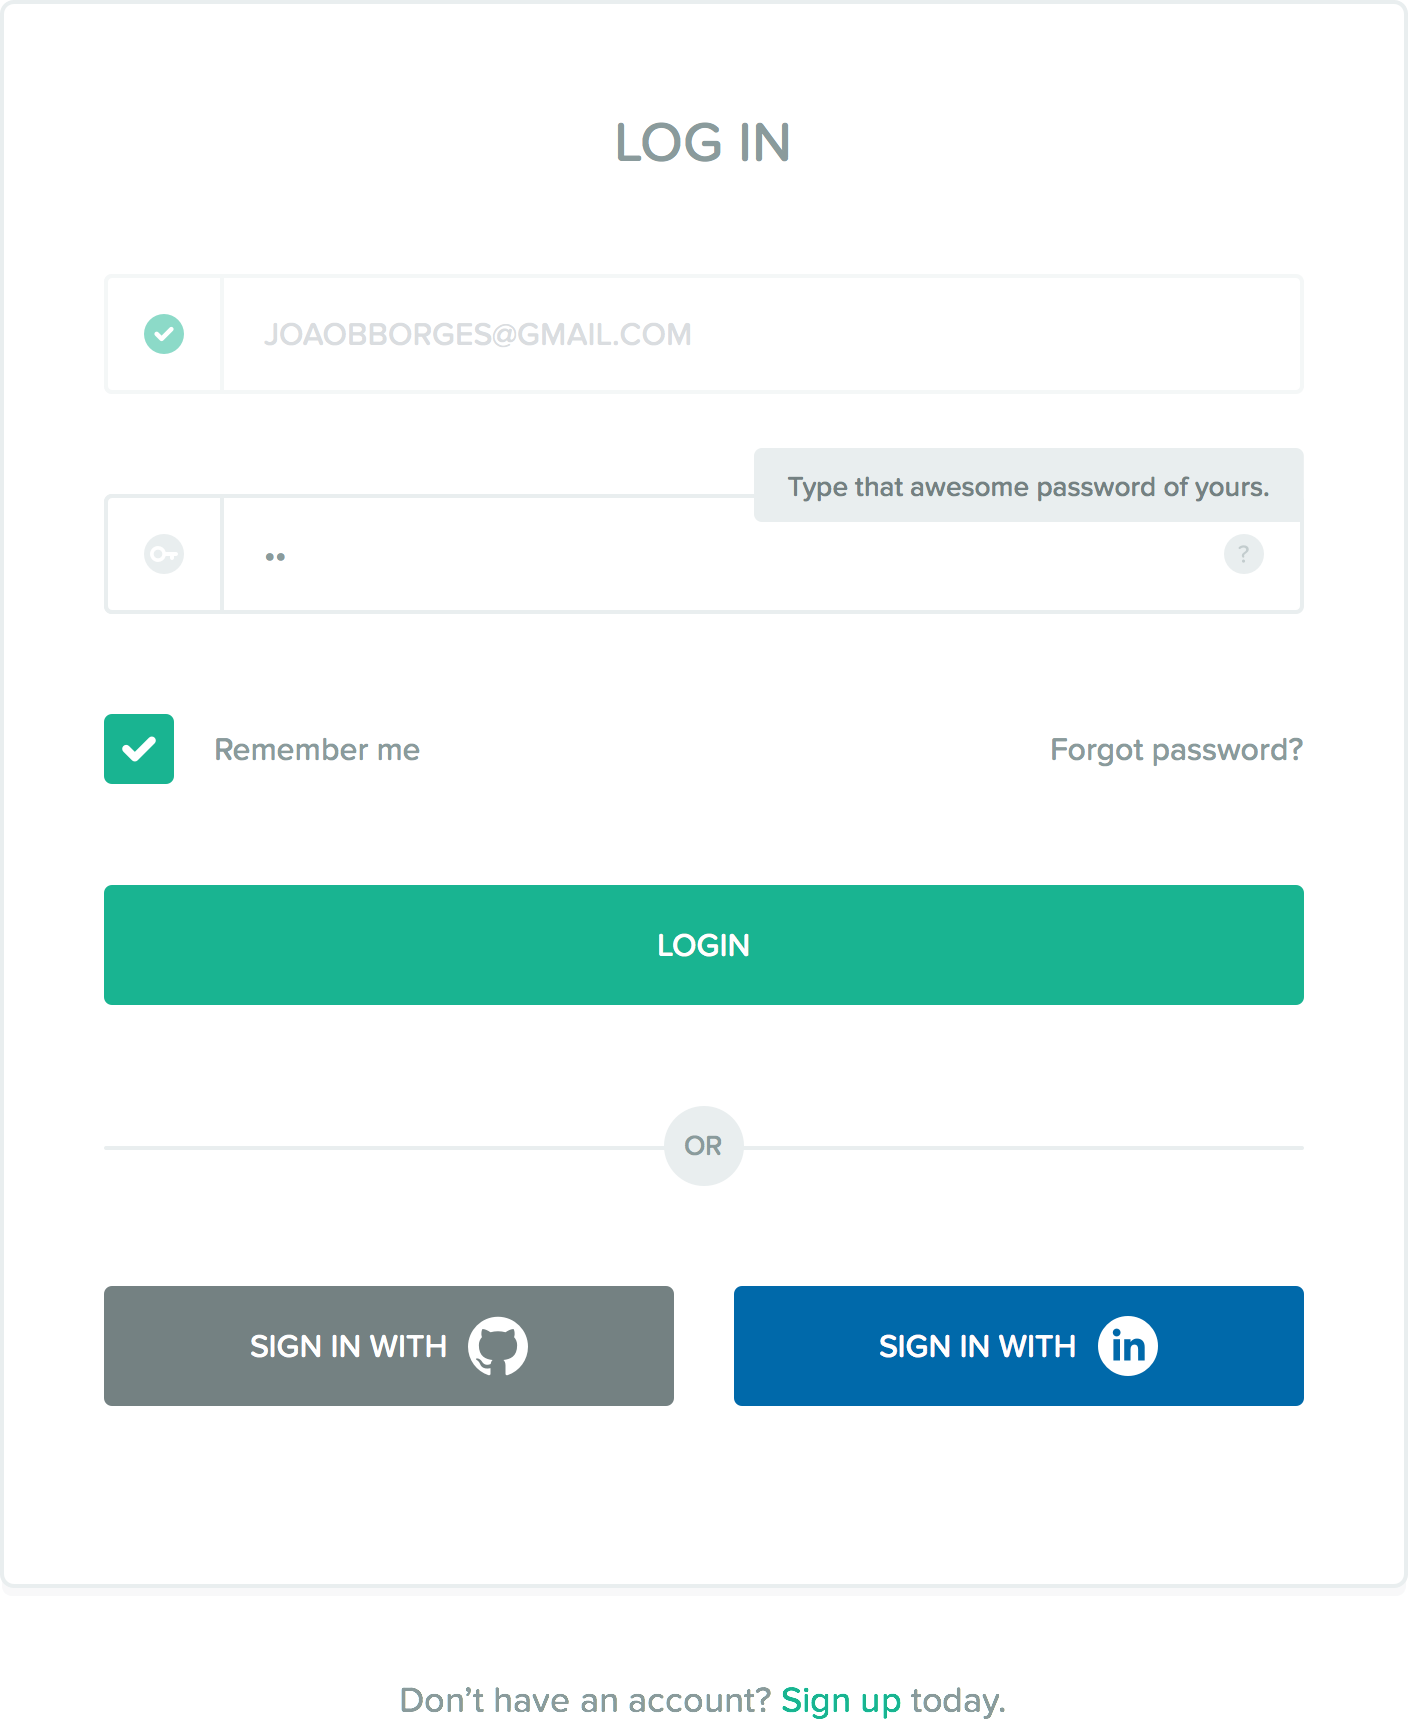 LOG IN
JOAOBBORGES@GMAIL.COM
Type that awesome password of yours.
••
?
Remember me
Forgot password?
LOGIN
OR
SIGN IN WITH
SIGN IN WITH in
Don’t have an account? Sign up today.